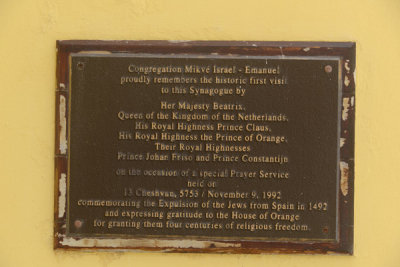 Congregation Mikvé Israel - Emanuel
proudly remembers the historic first visit
to this Synagogue by
Her Majesty Beatrix,
Queen of the Kingdom of the Netherlands,
His Royal Highness Prince Claus,
His Royal Highness the Prince of Orange,
Their Royal Highnesses
Prince Johan Friso and Prince Constantijn
on the occasion of a special Prayer Service
held on
13 Cheshvan, 5753 / November 9, 1992
commemorating the Expulsion of the Jews from Spain in 1492
and expressing gratitude to the House of Orange
for granting them four centuries of religious freedom.